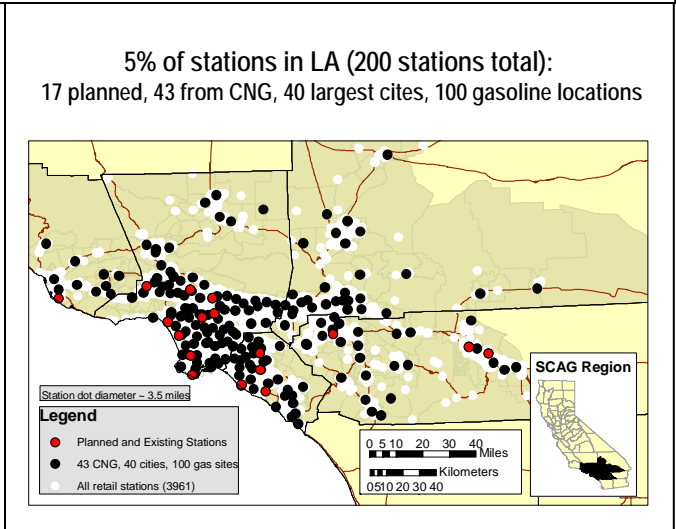 5% of stations in LA (200 stations total):
17 planned, 43 from CNG, 40 largest cites, 100 gasoline locations
SCAG Region
Station dot diameter ~ 3.5 miles
Legend
Planned and Existing Stations
43 CNG, 40 cities, 100 gas sites
All retail stations (3961)
0 5 10 20 30 40
Miles
Kilometers
0510 20 30 40